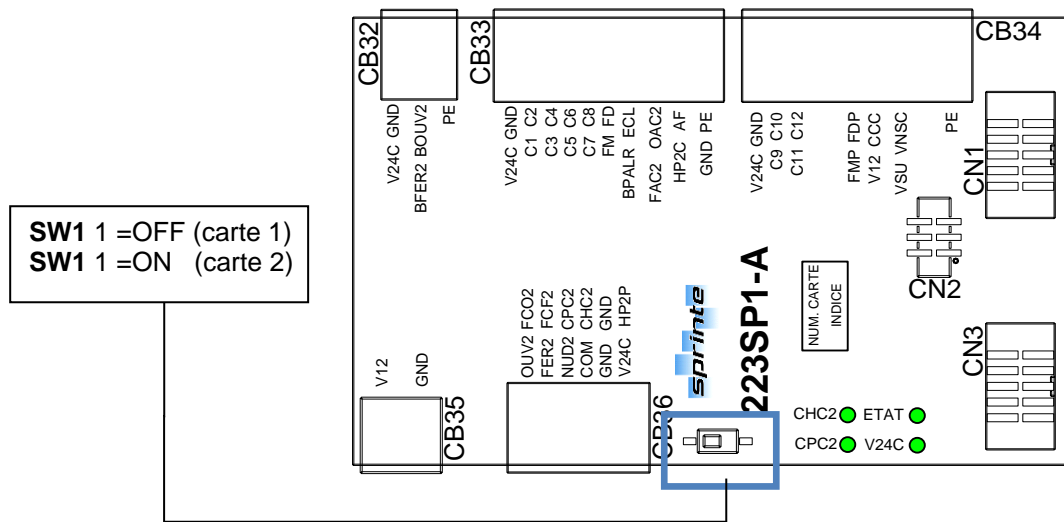 CB32
CB33
CB34
V24C GND
BFER2 BOUV2
PE
V24C GND
C1 C2
C3 C4
C5 C6
C7 C8
FM FD
BPALR ECL
FAC2 OAC2
HP2C AF
GND PE
V24C GND
C9 C10
C11 C12
FMP FDP
V12 CCC
VSU VNSC
PE
CN1
SW1 1 =OFF (carte 1)
SW1 1 =ON (carte 2)
CN2
NUM. CARTE
INDICE
sprinte
223SP1-A
CN3
V12
GND
OUV2 FCO2
FER2 FCF2
NUD2 CPC2
COM CHC2
GND GND
V24C HP2P
CB35
CB36
CHC2 ETAT
CPC2 V24C